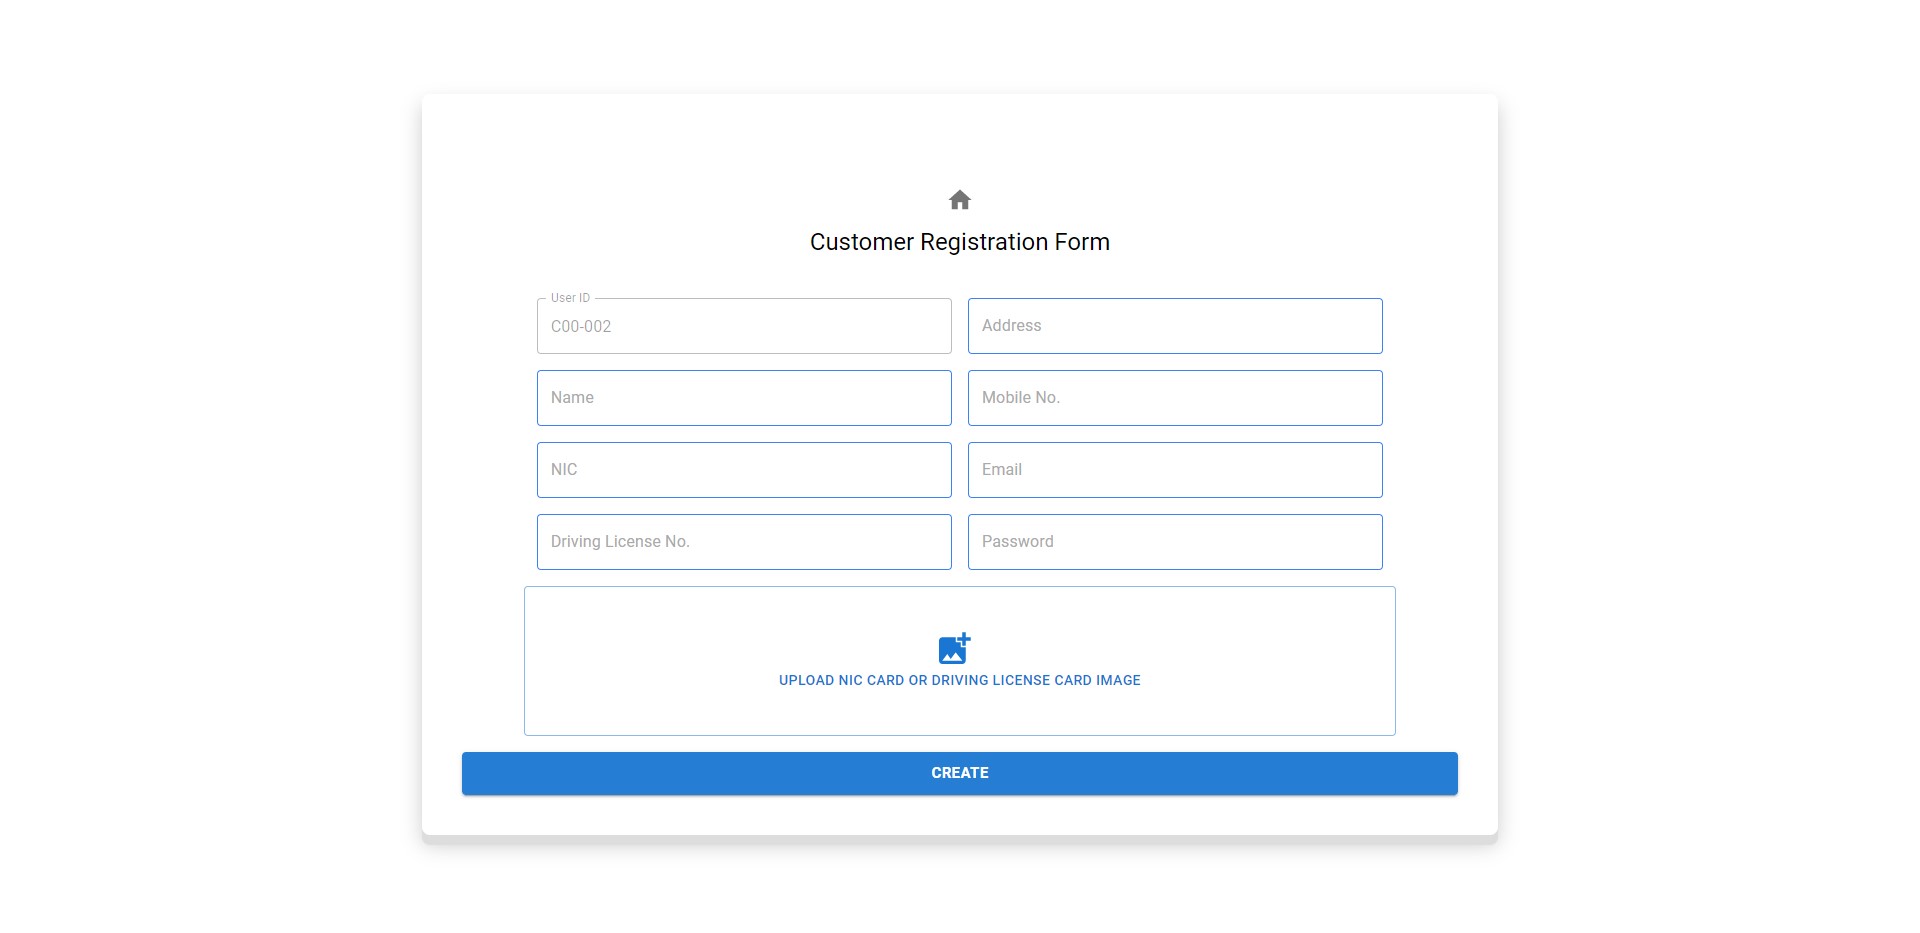 Customer Registration Form
User ID
C00-002
Address
Name
Mobile No.
NIC
Email
Driving License No.
Password
UPLOAD NIC CARD OR DRIVING LICENSE CARD IMAGE
CREATE